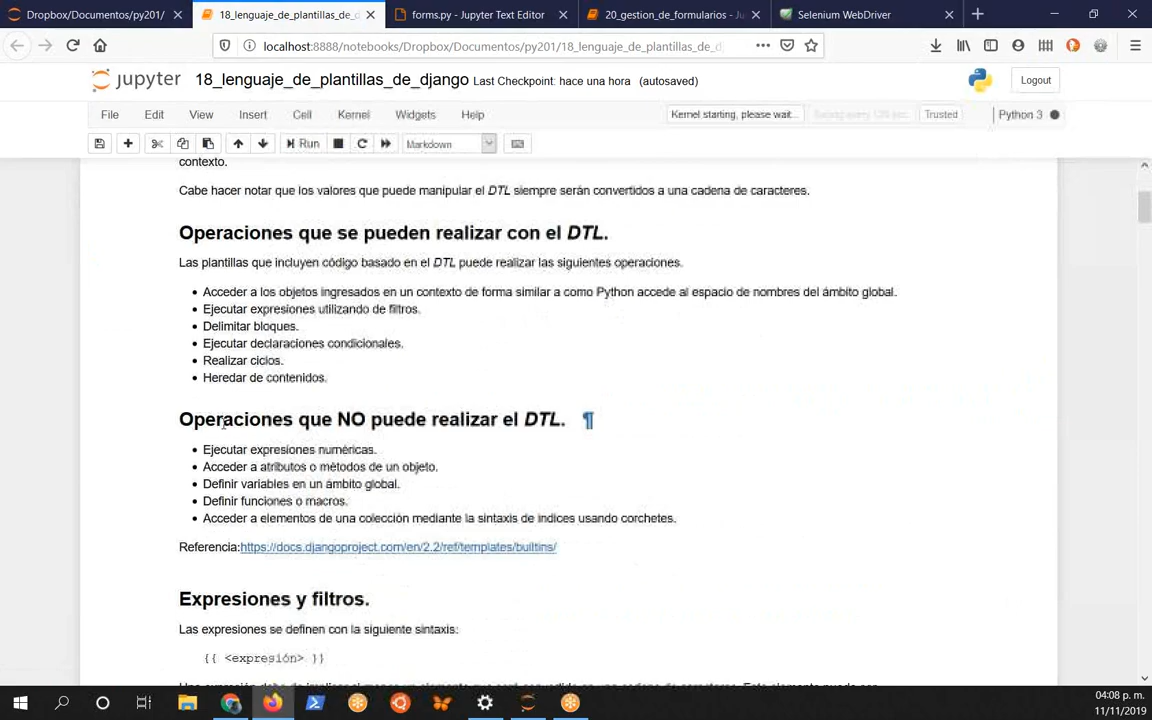 Dropbox/Documentos/py201/
18_lenguaje_de_plantillas_de_d
forms.py - Jupyter Text Editor
20_gestion_de_formularios - Ju
Selenium WebDriver
localhost:8888/notebooks/Dropbox/Documentos/py201/18_lenguaje_de_plantillas_de_d
jupyter
18_lenguaje_de_plantillas_de_django
Last Checkpoint: hace una hora (autosaved)
Logout
File Edit View Insert Cell Kernel Widgets Help
Kernel starting, please wait...
Trusted
Python 3
Run
Markdown
contexto.
Cabe hacer notar que los valores que puede manipular el DTL siempre serán convertidos a una cadena de caracteres.
Operaciones que se pueden realizar con el DTL.
Las plantillas que incluyen código basado en el DTL puede realizar las siguientes operaciones.
• Acceder a los objetos ingresados en un contexto de forma similar a como Python accede al espacio de nombres del ámbito global.
• Ejecutar expresiones utilizando de filtros.
• Delimitar bloques.
• Ejecutar declaraciones condicionales.
• Realizar ciclos.
• Heredar de contenidos.
Operaciones que NO puede realizar el DTL. ¶
• Ejecutar expresiones numéricas.
• Acceder a atributos o métodos de un objeto.
• Definir variables en un ámbito global.
• Definir funciones o macros.
• Acceder a elementos de una colección mediante la sintaxis de índices usando corchetes.
Referencia:https://docs.djangoproject.com/en/2.2/ref/templates/builtins/
Expresiones y filtros.
Las expresiones se definen con la siguiente sintaxis:
{{ <expresión> }}
04:08 p. m.
11/11/2019